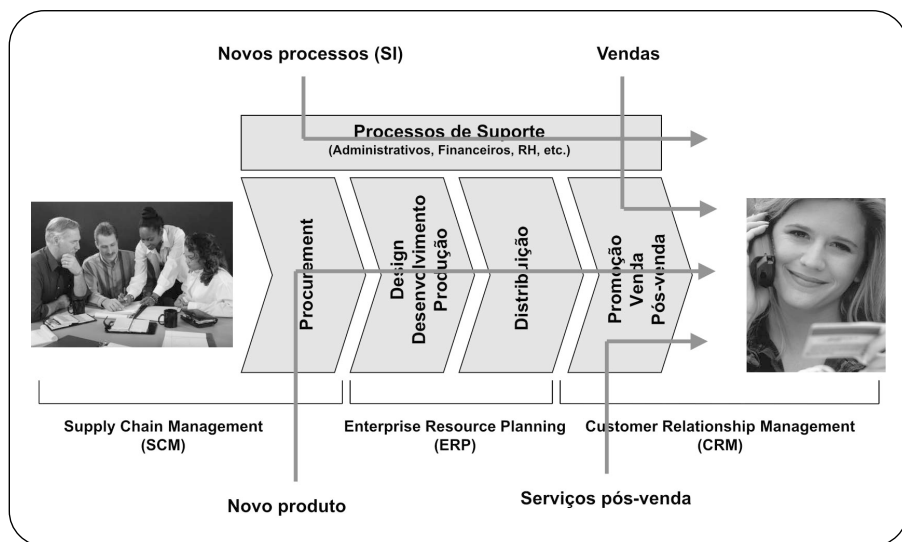 Novos processos (SI)
Vendas
Processos de Suporte
(Administrativos, Financeiros, RH, etc.)
Procurement
Design
Desenvolvimento
Produção
Distribuição
Promoção
Venda
Pós-venda
Supply Chain Management
(SCM)
Enterprise Resource Planning
(ERP)
Customer Relationship Management
(CRM)
Novo produto
Serviços pós-venda